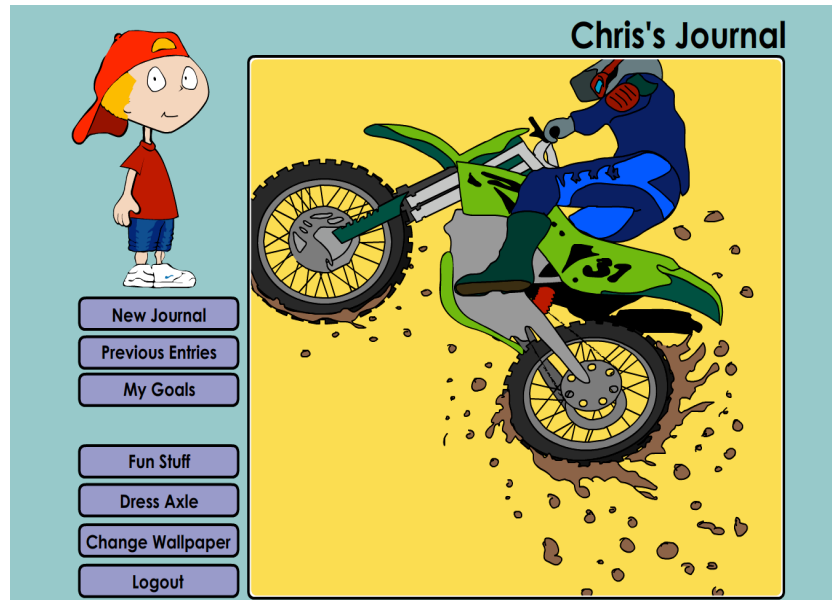 Chris's Journal
New Journal
Previous Entries
My Goals
Fun Stuff
Dress Axle
Change Wallpaper
Logout
31